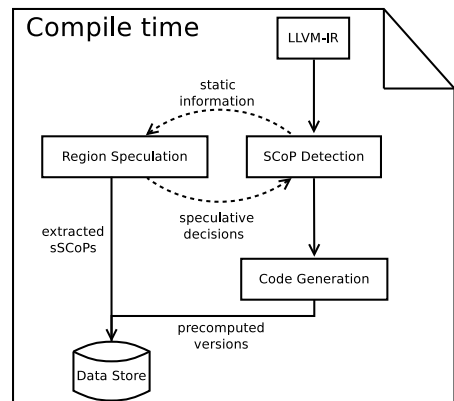 Compile time
LLVM-IR
static
information
Region Speculation
SCoP Detection
speculative
decisions
extracted
sSCoPs
Code Generation
precomputed
versions
Data Store